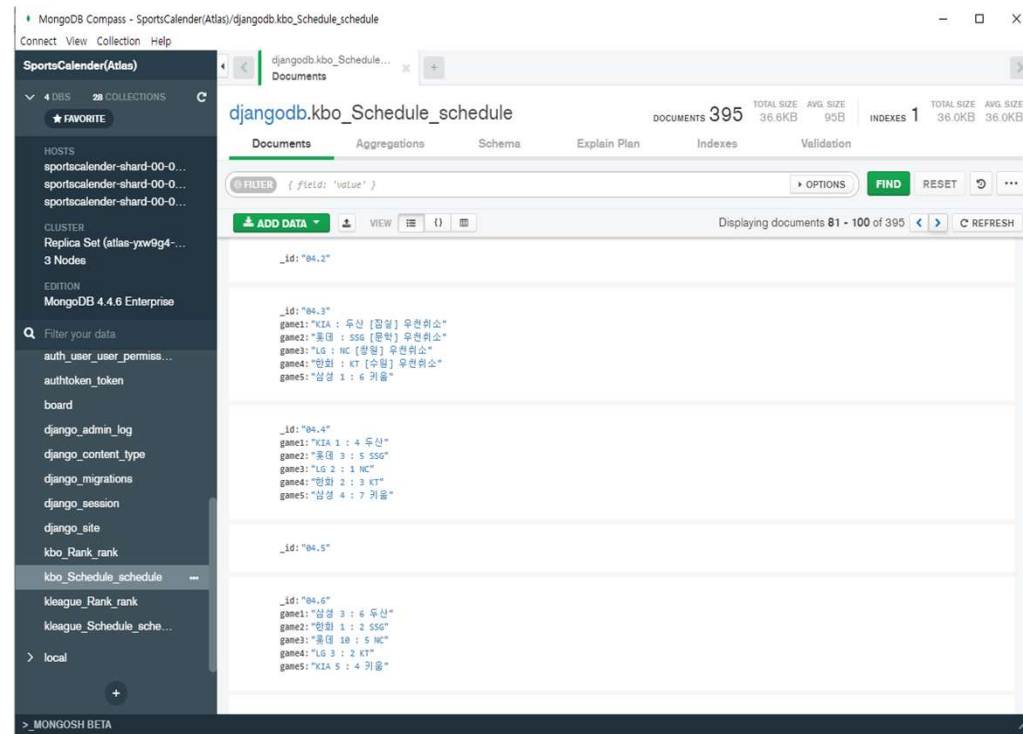 MongoDB Compass - SportsCalender(Atlas)/djangodb.kbo_Schedule_schedule
Connect View Collection Help
SportsCalender(Atlas)
4 DBS 28 COLLECTIONS
★ FAVORITE
HOSTS
sportscalender-shard-00-0...
sportscalender-shard-00-0...
sportscalender-shard-00-0...
CLUSTER
Replica Set (atlas-yxw9g4-...
3 Nodes
EDITION
MongoDB 4.4.6 Enterprise
Filter your data
auth_user_user_permiss...
authtoken_token
board
django_admin_log
django_content_type
django_migrations
django_session
django_site
kbo_Rank_rank
kbo_Schedule_schedule
kleague_Rank_rank
kleague_Schedule_sche...
local
>_MONGOSH BETA
djangodb.kbo_Schedule...
Documents
djangodb.kbo_Schedule_schedule
DOCUMENTS 395 TOTAL SIZE 36.6KB AVG. SIZE 95B INDEXES 1 TOTAL SIZE 36.0KB AVG. SIZE 36.0KB
Documents Aggregations Schema Explain Plan Indexes Validation
FILTER { field: 'value' } OPTIONS FIND RESET
ADD DATA VIEW Displaying documents 81 - 100 of 395 REFRESH
_id:"04.2"
_id:"04.3"
game1:"KIA : 두산 [잠실] 우천취소"
game2:"롯데 : SSG [문학] 우천취소"
game3:"LG : NC [창원] 우천취소"
game4:"한화 : KT [수원] 우천취소"
game5:"삼성 1 : 6 키움"
_id:"04.4"
game1:"KIA 1 : 4 두산"
game2:"롯데 3 : 5 SSG"
game3:"LG 2 : 1 NC"
game4:"한화 2 : 3 KT"
game5:"삼성 4 : 7 키움"
_id:"04.5"
_id:"04.6"
game1:"삼성 3 : 6 두산"
game2:"한화 1 : 2 SSG"
game3:"롯데 10 : 5 NC"
game4:"LG 3 : 2 KT"
game5:"KIA 5 : 4 키움"